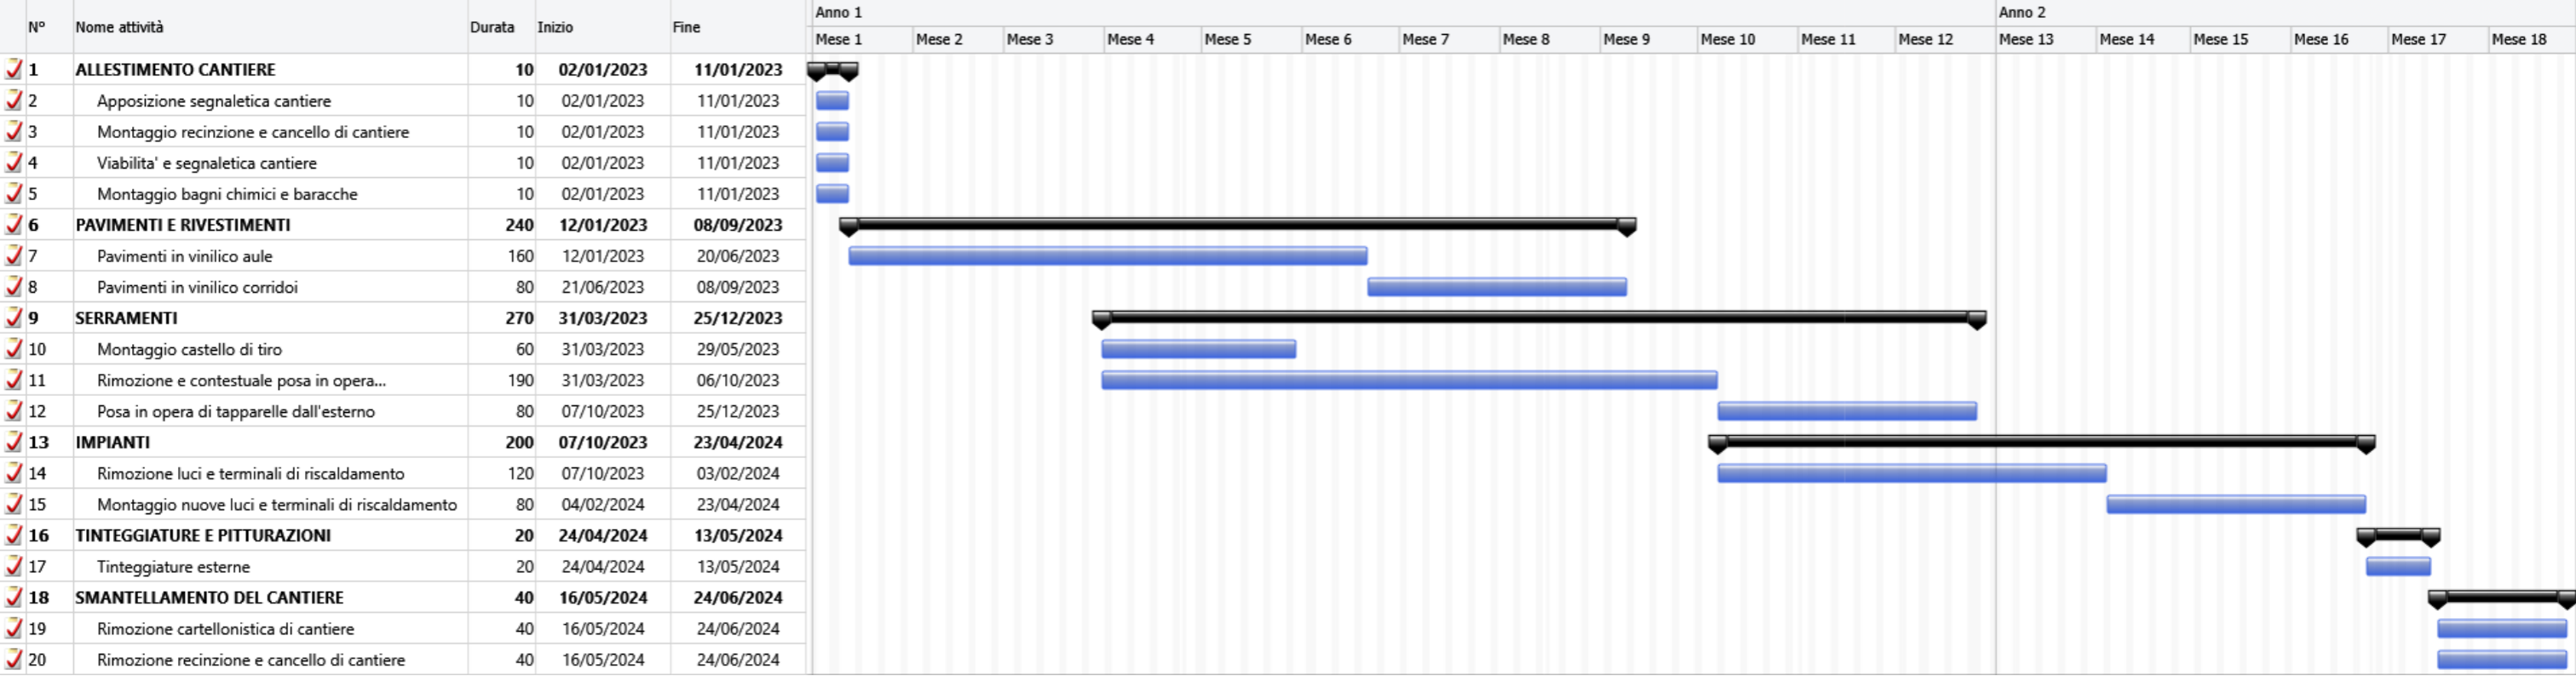 N° Nome attività Durata Inizio Fine Anno 1 Anno 2
Mese 1 Mese 2 Mese 3 Mese 4 Mese 5 Mese 6 Mese 7 Mese 8 Mese 9 Mese 10 Mese 11 Mese 12 Mese 13 Mese 14 Mese 15 Mese 16 Mese 17 Mese 18
1 ALLESTIMENTO CANTIERE 10 02/01/2023 11/01/2023
2 Apposizione segnaletica cantiere 10 02/01/2023 11/01/2023
3 Montaggio recinzione e cancello di cantiere 10 02/01/2023 11/01/2023
4 Viabilita' e segnaletica cantiere 10 02/01/2023 11/01/2023
5 Montaggio bagni chimici e baracche 10 02/01/2023 11/01/2023
6 PAVIMENTI E RIVESTIMENTI 240 12/01/2023 08/09/2023
7 Pavimenti in vinilico aule 160 12/01/2023 20/06/2023
8 Pavimenti in vinilico corridoi 80 21/06/2023 08/09/2023
9 SERRAMENTI 270 31/03/2023 25/12/2023
10 Montaggio castello di tiro 60 31/03/2023 29/05/2023
11 Rimozione e contestuale posa in opera... 190 31/03/2023 06/10/2023
12 Posa in opera di tapparelle dall'esterno 80 07/10/2023 25/12/2023
13 IMPIANTI 200 07/10/2023 23/04/2024
14 Rimozione luci e terminali di riscaldamento 120 07/10/2023 03/02/2024
15 Montaggio nuove luci e terminali di riscaldamento 80 04/02/2024 23/04/2024
16 TINTEGGIATURE E PITTURAZIONI 20 24/04/2024 13/05/2024
17 Tinteggiature esterne 20 24/04/2024 13/05/2024
18 SMANTELLAMENTO DEL CANTIERE 40 16/05/2024 24/06/2024
19 Rimozione cartellonistica di cantiere 40 16/05/2024 24/06/2024
20 Rimozione recinzione e cancello di cantiere 40 16/05/2024 24/06/2024